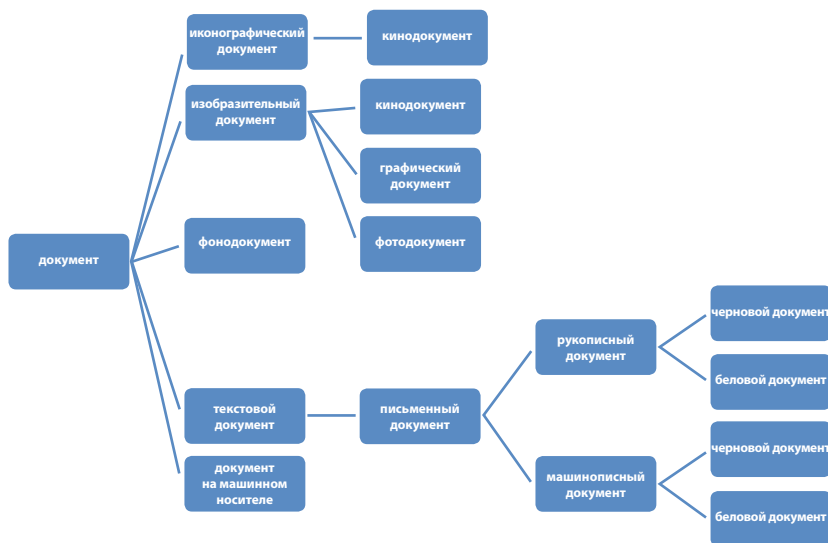 иконографический
документ
кинодокумент
изобразительный
документ
кинодокумент
графический
документ
фонодокумент
фотодокумент
документ
черновой документ
рукописный
документ
беловой документ
текстовой
документ
письменный
документ
черновой документ
документ
на машинном
носителе
машинописный
документ
беловой документ